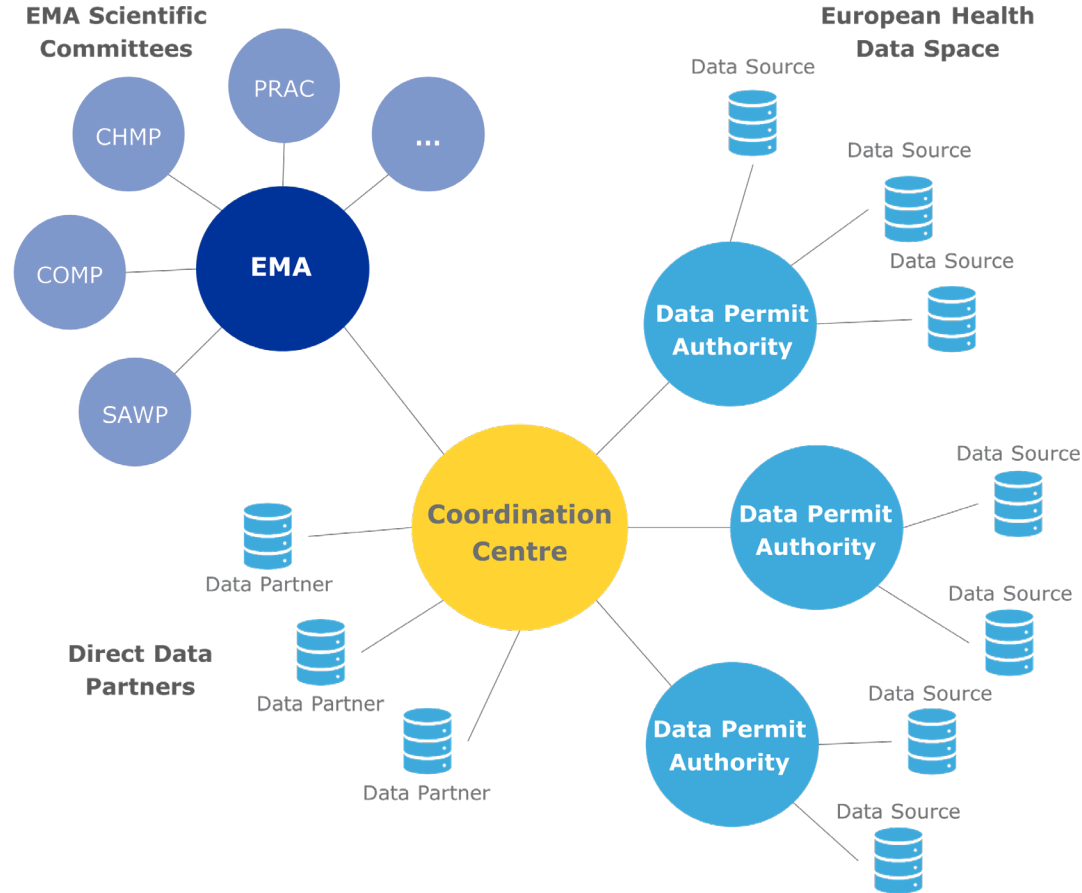 EMA Scientific
Committees
PRAC
CHMP
...
COMP
EMA
SAWP
European Health
Data Space
Data Source
Data Source
Data Source
Data Permit
Authority
Coordination
Centre
Data Permit
Authority
Data Source
Data Source
Data Partner
Direct Data
Partners
Data Partner
Data Partner
Data Permit
Authority
Data Source
Data Source